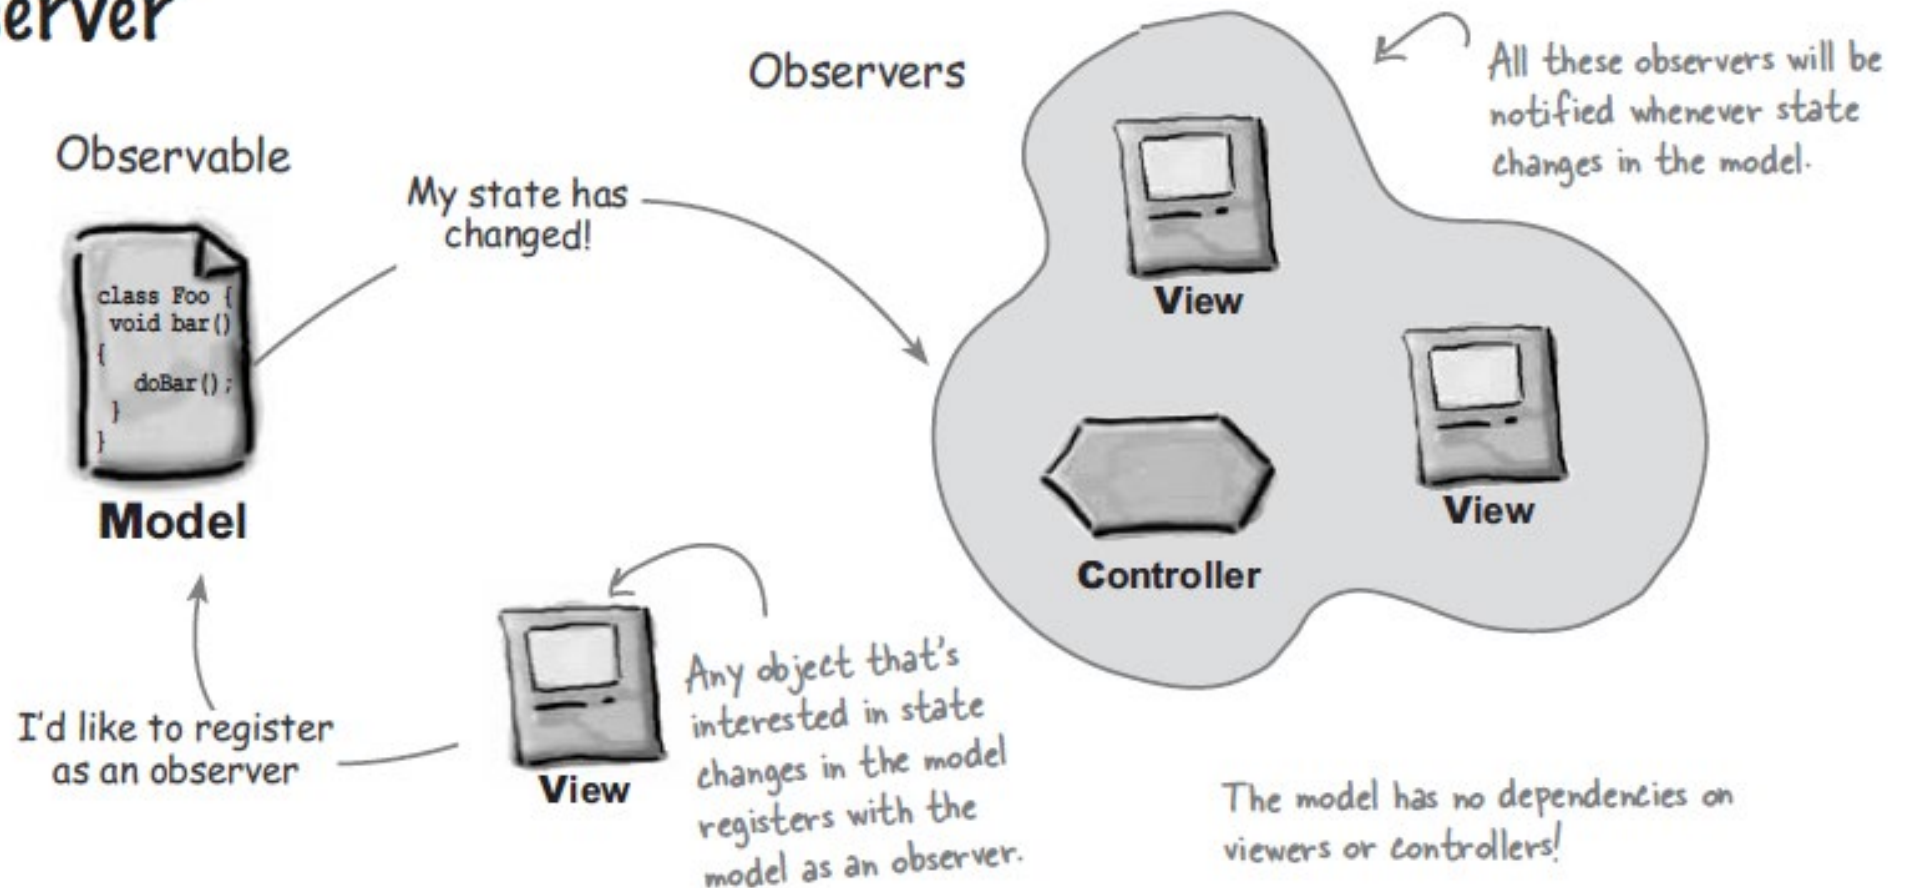 erver
Observers
All these observers will be
notified whenever state
changes in the model.
Observable
My state has
changed!
class Foo {
void bar()
{
doBar();
}
}
Model
View
View
Controller
I'd like to register
as an observer
View
Any object that's
interested in state
changes in the model
registers with the
model as an observer.
The model has no dependencies on
viewers or controllers!